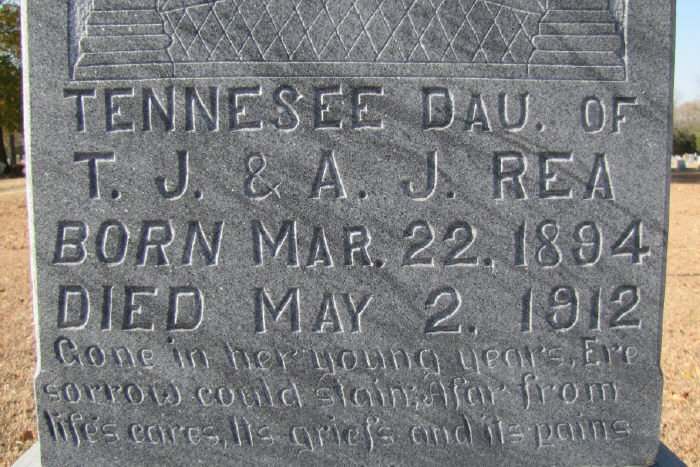 TENNESEE DAU. OF
T. J. & A. J. REA
BORN MAR. 22. 1894
DIED MAY 2. 1912
Gone in her young years, Ere
sorrow could stain; Afar from
life's cares, Its griefs and its pains